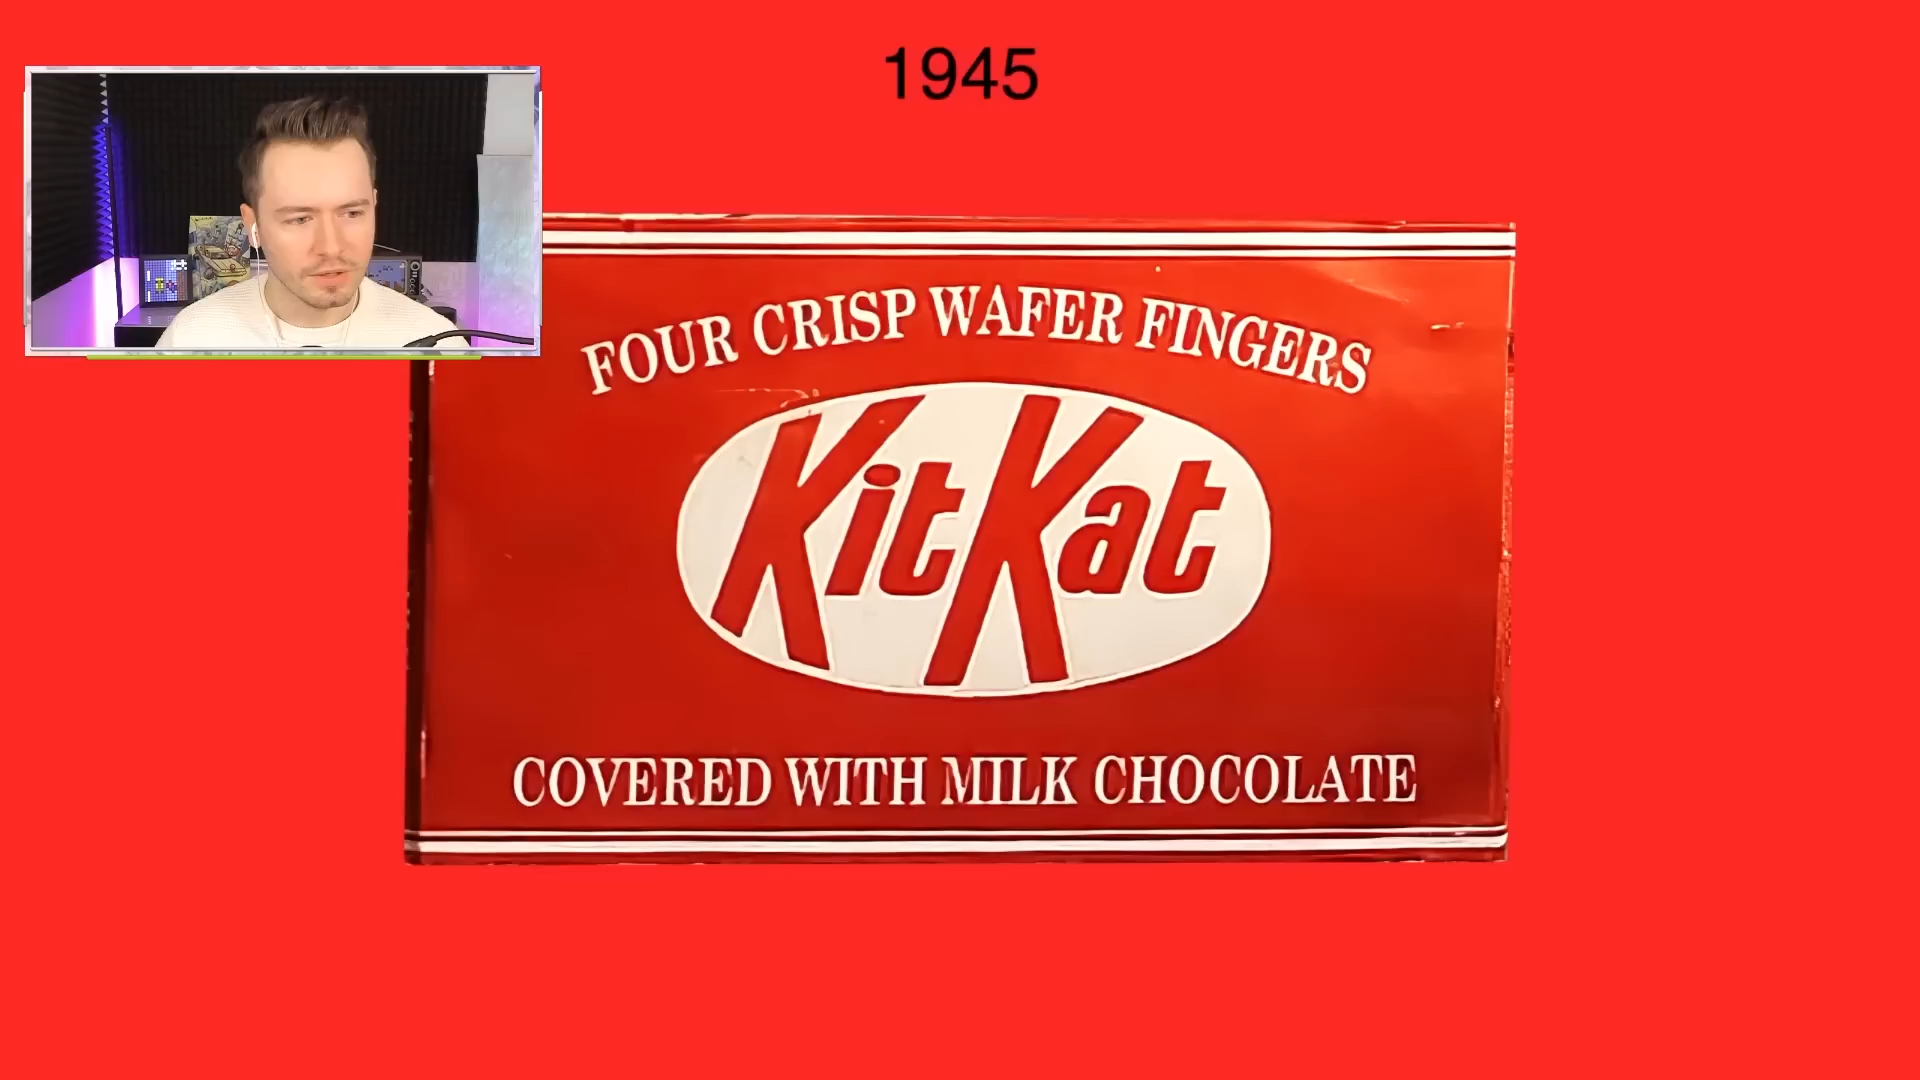 1945
FOUR CRISP WAFER FINGERS
KitKat
COVERED WITH MILK CHOCOLATE